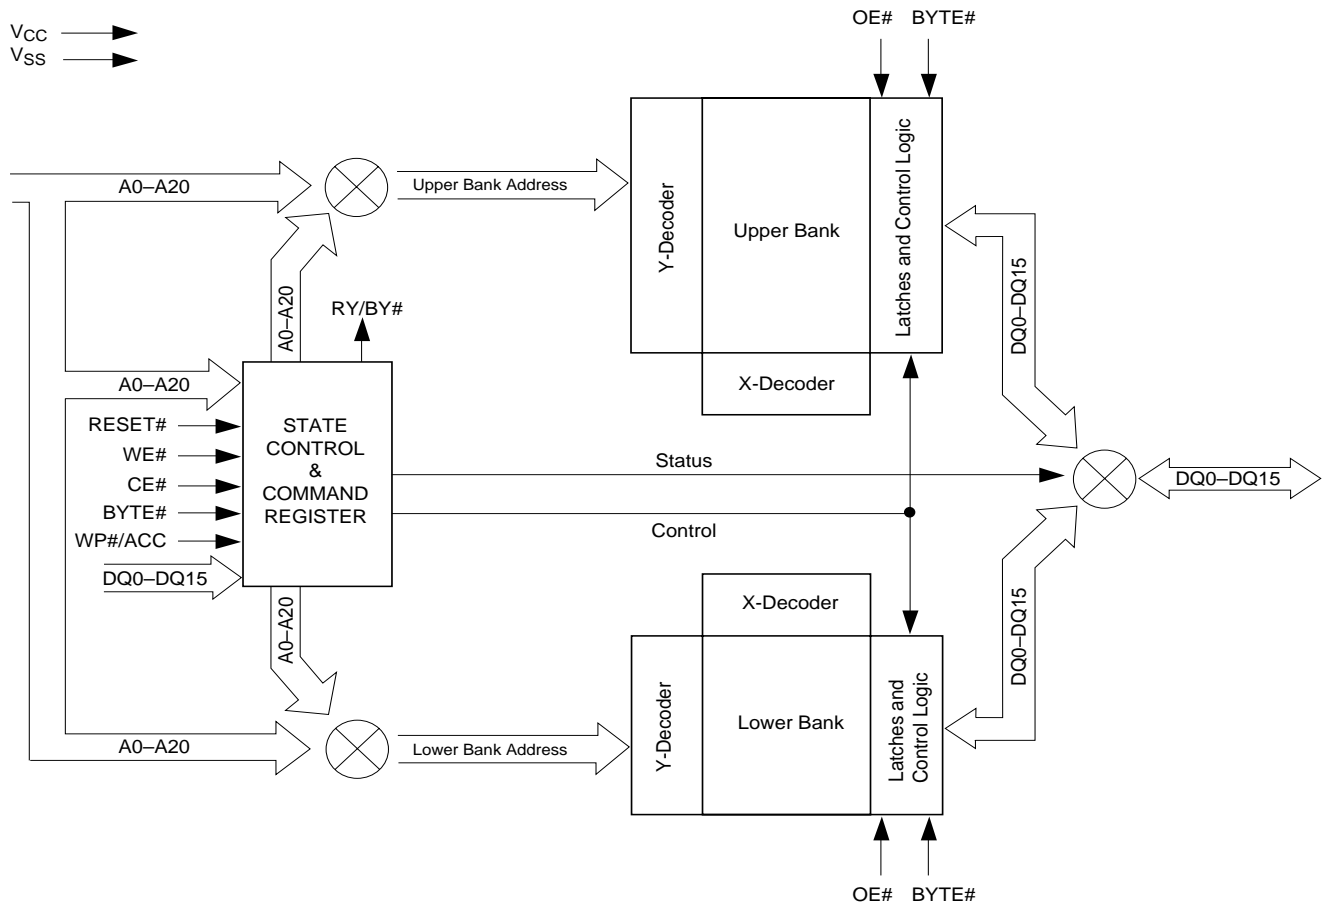 OE# BYTE#
VCC
VSS
A0–A20
Upper Bank Address
Y-Decoder
Upper Bank
Latches and Control Logic
X-Decoder
DQ0–DQ15
A0–A20
RY/BY#
A0–A20
RESET#
WE#
CE#
BYTE#
WP#/ACC
DQ0–DQ15
STATE
CONTROL
&
COMMAND
REGISTER
Status
Control
DQ0–DQ15
A0–A20
X-Decoder
DQ0–DQ15
A0–A20
Lower Bank Address
Y-Decoder
Lower Bank
Latches and
Control Logic
OE# BYTE#